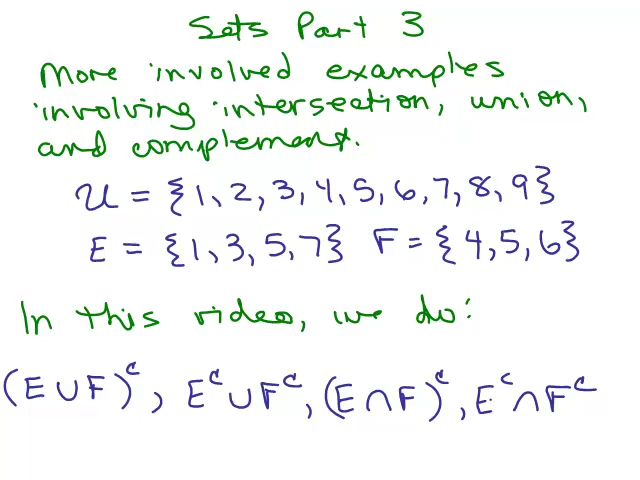 Sets Part 3
More involved examples
involving intersection, union,
and complement.
U = {1, 2, 3, 4, 5, 6, 7, 8, 9}
E = {1, 3, 5, 7} F = {4, 5, 6}
In this video, we do:
(E ∪ F)ᶜ, Eᶜ ∪ Fᶜ, (E ∩ F)ᶜ, Eᶜ ∩ Fᶜ